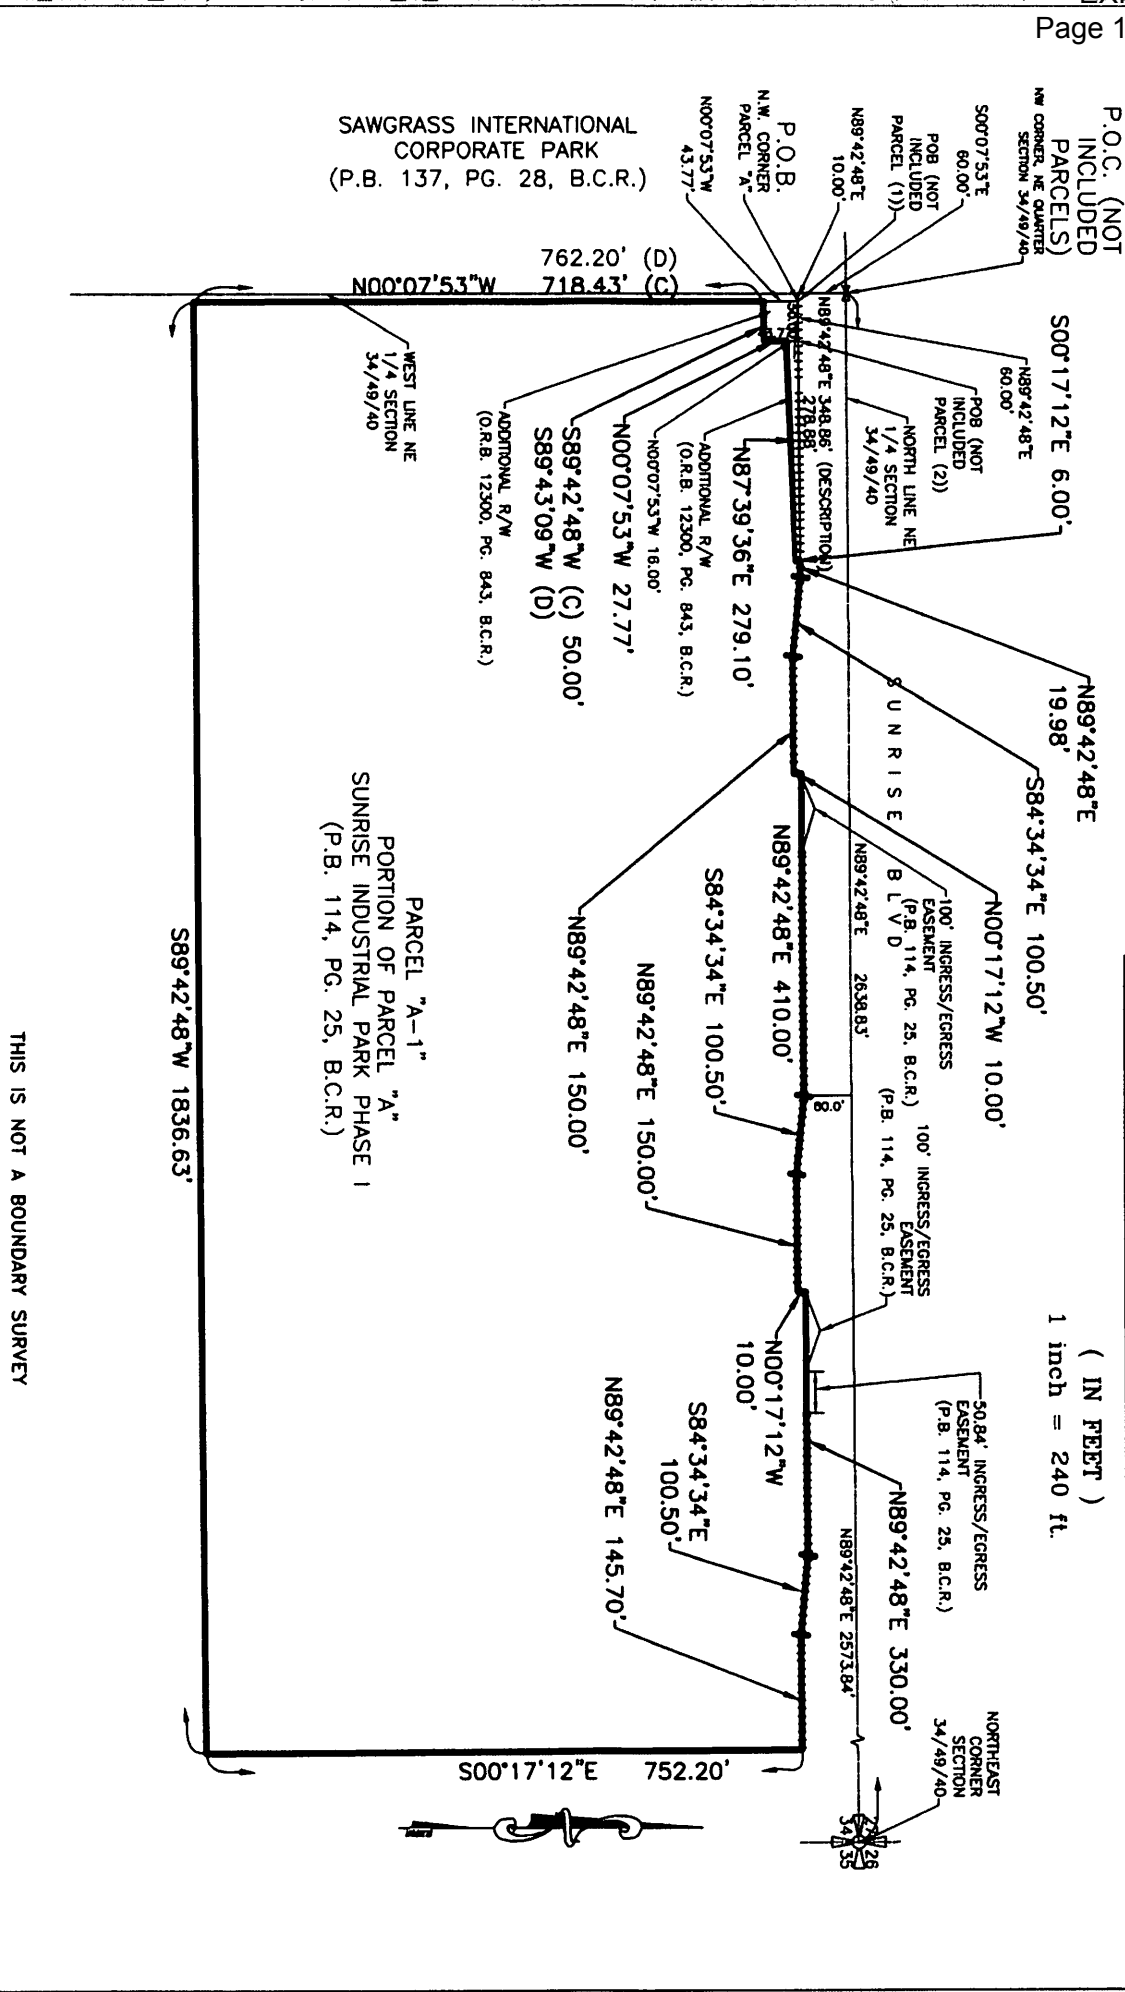 Page 1
P.O.C. (NOT
INCLUDED
PARCELS)
NW CORNER, NE QUARTER
SECTION 34/49/40
S00°07'53"E
60.00'
POB (NOT
INCLUDED
PARCEL (1))
N89°42'48"E
10.00'
P.O.B.
N.W. CORNER
PARCEL "A"
N00°07'53"W
43.77'
SAWGRASS INTERNATIONAL
CORPORATE PARK
(P.B. 137, PG. 28, B.C.R.)
762.20' (D)
N00°07'53"W 718.43' (C)
WEST LINE NE
1/4 SECTION
34/49/40
S00°17'12"E 6.00'
N89°42'48"E
60.00'
POB (NOT
INCLUDED
PARCEL (2))
NORTH LINE NE
1/4 SECTION
34/49/40
N89°42'48"E 348.86' (DESCRIPTION)
278.88'
N87°39'36"E 279.10'
ADDITIONAL R/W
(O.R.B. 12300, PG. 843, B.C.R.)
N00°07'53"W 16.00'
N00°07'53"W 27.77'
S89°42'48"W (C) 50.00'
S89°43'09"W (D)
ADDITIONAL R/W
(O.R.B. 12300, PG. 843, B.C.R.)
N89°42'48"E
19.98'
S84°34'34"E 100.50'
N00°17'12"W 10.00'
SUNRISE BLVD
100' INGRESS/EGRESS
EASEMENT
(P.B. 114, PG. 25, B.C.R.)
N89°42'48"E 2638.83'
N89°42'48"E 410.00'
S84°34'34"E 100.50'
N89°42'48"E 150.00'
N89°42'48"E 150.00'
60.0'
100' INGRESS/EGRESS
EASEMENT
(P.B. 114, PG. 25, B.C.R.)
PARCEL "A-1"
PORTION OF PARCEL "A"
SUNRISE INDUSTRIAL PARK PHASE I
(P.B. 114, PG. 25, B.C.R.)
S89°42'48"W 1836.63'
( IN FEET )
1 inch = 240 ft.
50.84' INGRESS/EGRESS
EASEMENT
(P.B. 114, PG. 25, B.C.R.)
N89°42'48"E 330.00'
N89°42'48"E 2573.84'
N00°17'12"W
10.00'
S84°34'34"E
100.50'
N89°42'48"E 145.70'
NORTHEAST
CORNER
SECTION
34/49/40
26
34
35
S00°17'12"E 752.20'
THIS IS NOT A BOUNDARY SURVEY